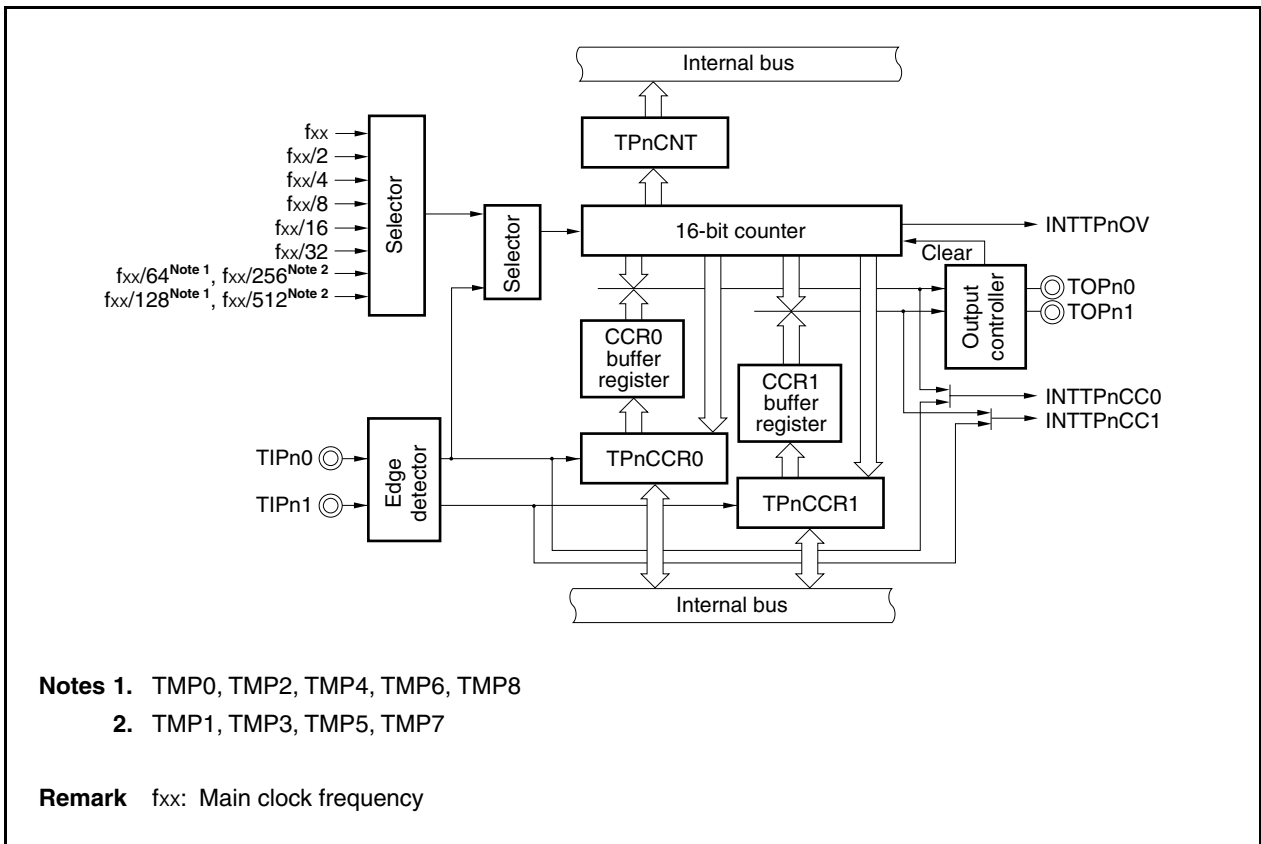 Internal bus
TPnCNT
fxx
fxx/2
fxx/4
fxx/8
fxx/16
fxx/32
fxx/64Note 1, fxx/256Note 2
fxx/128Note 1, fxx/512Note 2
Selector
Selector
16-bit counter
INTTPnOV
Clear
Output
controller
TOPn0
TOPn1
CCR0
buffer
register
CCR1
buffer
register
INTTPnCC0
INTTPnCC1
TIPn0
TIPn1
Edge
detector
TPnCCR0
TPnCCR1
Internal bus
Notes 1. TMP0, TMP2, TMP4, TMP6, TMP8
2. TMP1, TMP3, TMP5, TMP7
Remark fxx: Main clock frequency